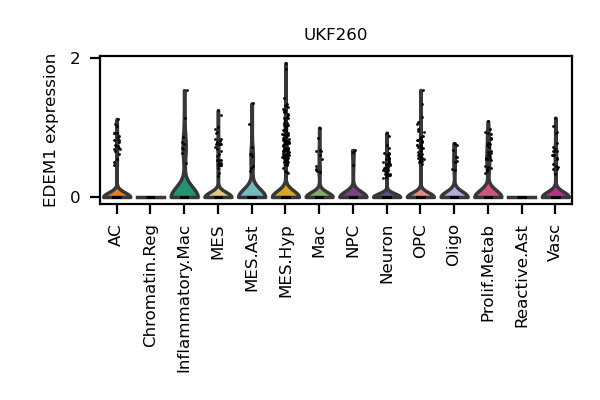 UKF260
EDEM1 expression
2
0
AC
Chromatin.Reg
Inflammatory.Mac
MES
MES.Ast
MES.Hyp
Mac
NPC
Neuron
OPC
Oligo
Prolif.Metab
Reactive.Ast
Vasc